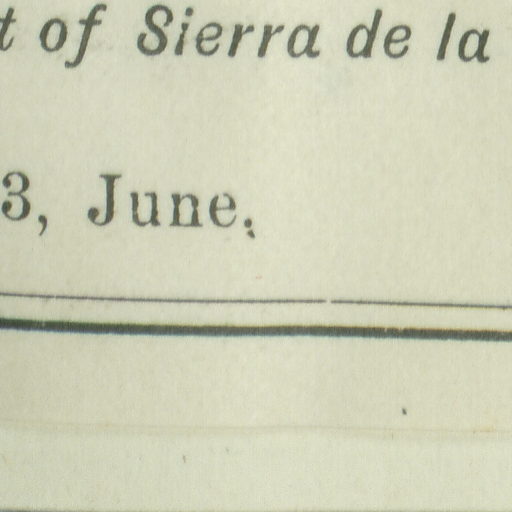 t of Sierra de la
3, June.